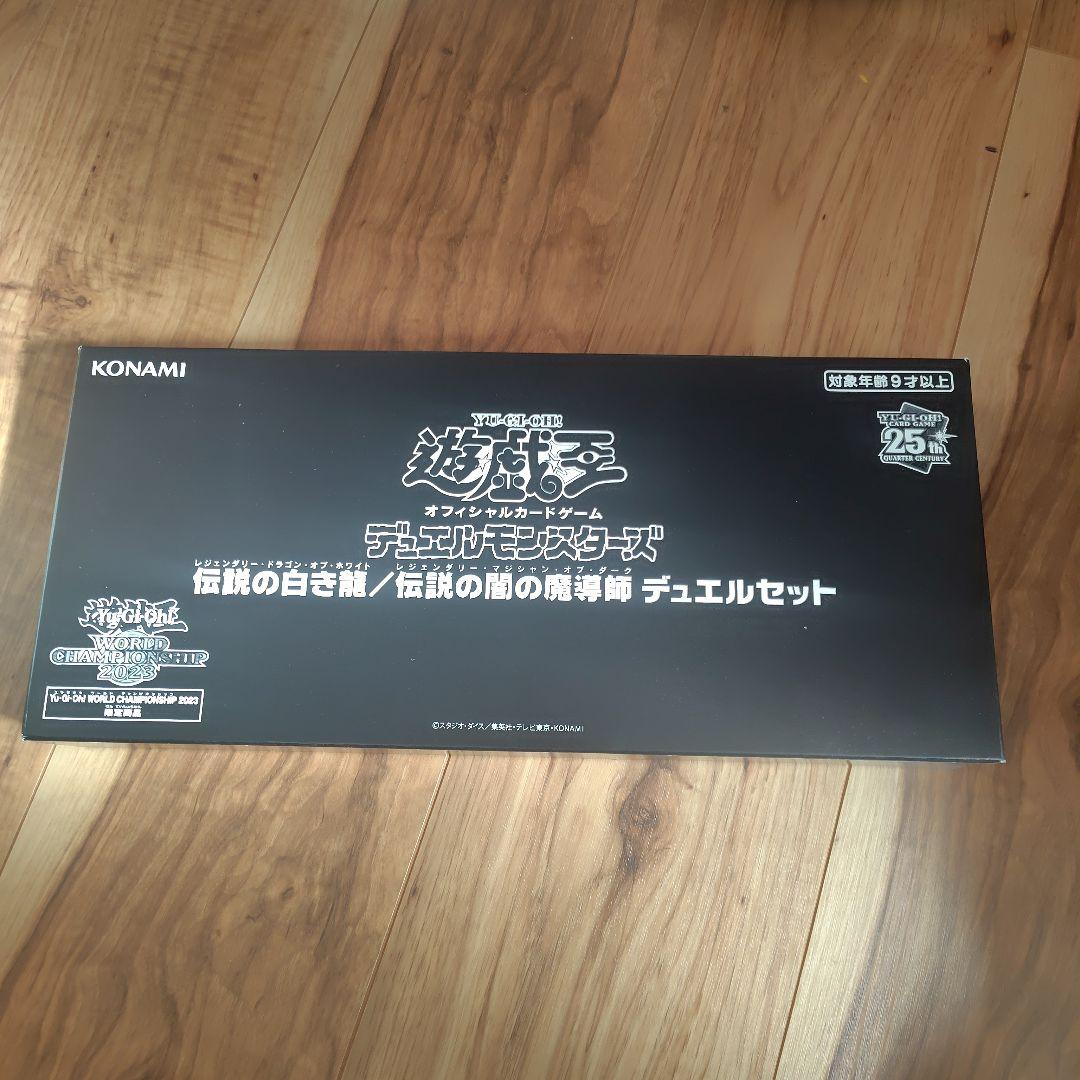 KONAMI
対象年齢9才以上
YU-GI-OH!
CARD GAME
25th
QUARTER CENTURY
YU-GI-OH!
遊戯王
オフィシャルカードゲーム
デュエルモンスターズ
レジェンダリー・ドラゴン・オブ・ホワイト レジェンダリー・マジシャン・オブ・ダーク
伝説の白き龍/伝説の闇の魔導師 デュエルセット
Yu-Gi-Oh!
WORLD
CHAMPIONSHIP
2023
Yu-Gi-Oh! WORLD CHAMPIONSHIP 2023
限定商品
©スタジオ・ダイス/集英社・テレビ東京・KONAMI